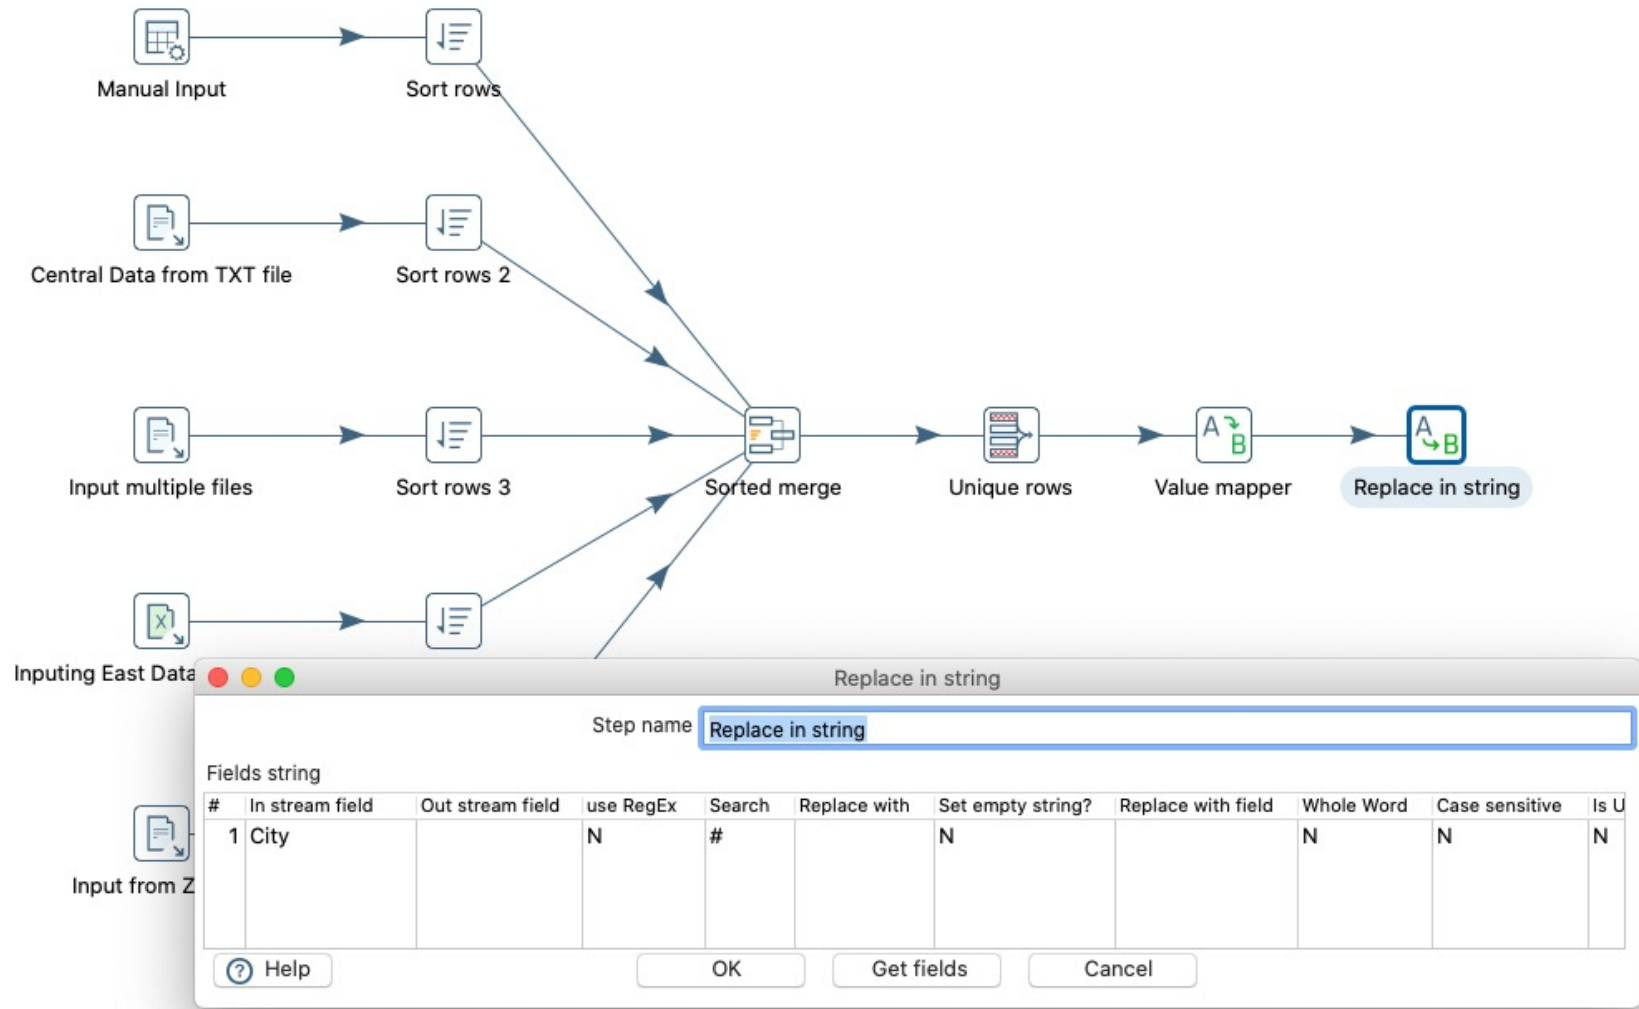 Manual Input
Sort rows
Central Data from TXT file
Sort rows 2
Input multiple files
Sort rows 3
Sorted merge
Unique rows
A B
Value mapper
A B
Replace in string
X
Inputing East Data
Input from Z
Replace in string
Step name Replace in string
Fields string
# In stream field Out stream field use RegEx Search Replace with Set empty string? Replace with field Whole Word Case sensitive Is U
1 City N # N N N N
? Help OK Get fields Cancel